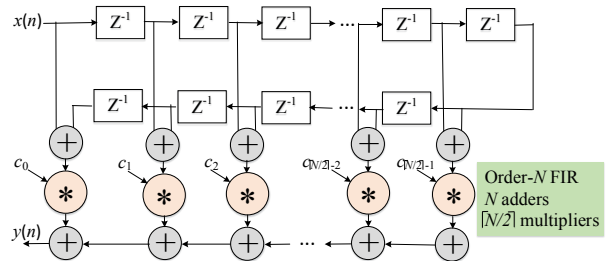 x(n) Z⁻¹ Z⁻¹ Z⁻¹ ... Z⁻¹ Z⁻¹
Z⁻¹ Z⁻¹ Z⁻¹ ... Z⁻¹
+ + + + +
c₀ c₁ c₂ c⌈N/2⌉-2 c⌈N/2⌉-1
* * * * *
y(n) + + + ... + +
Order-N FIR
N adders
⌈N/2⌉ multipliers